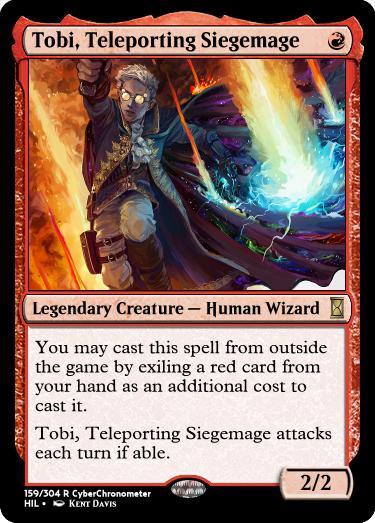 Tobi, Teleporting Siegemage
Legendary Creature — Human Wizard
You may cast this spell from outside
the game by exiling a red card from
your hand as an additional cost to
cast it.
Tobi, Teleporting Siegemage attacks
each turn if able.
2/2
159/304 R CyberChronometer
HIL • Kent Davis